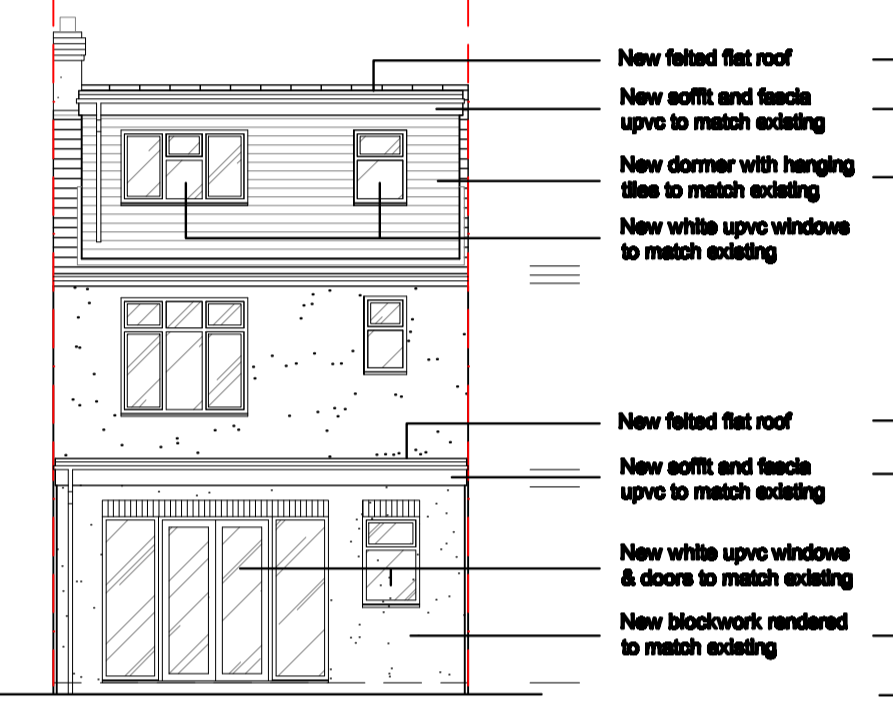 New felted flat roof
New soffit and fascia
upvc to match existing
New dormer with hanging
tiles to match existing
New white upvc windows
to match existing
New felted flat roof
New soffit and fascia
upvc to match existing
New white upvc windows
& doors to match existing
New blockwork rendered
to match existing